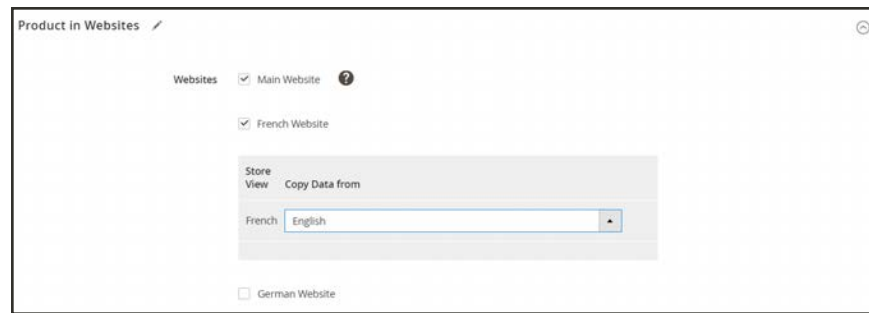 Product in Websites
Websites Main Website ?
French Website
Store
View Copy Data from
French English
German Website